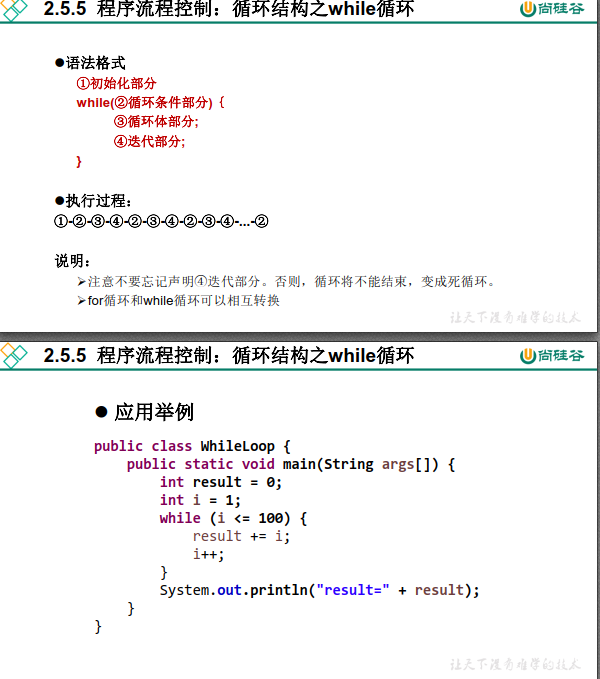 2.5.5 程序流程控制：循环结构之while循环
尚硅谷
●语法格式
①初始化部分
while(②循环条件部分)｛
③循环体部分;
④迭代部分;
}
●执行过程：
①-②-③-④-②-③-④-②-③-④-...-②
说明：
➢注意不要忘记声明④迭代部分。否则，循环将不能结束，变成死循环。
➢for循环和while循环可以相互转换
让天下没有难学的技术
2.5.5 程序流程控制：循环结构之while循环
尚硅谷
● 应用举例
public class WhileLoop {
public static void main(String args[]) {
int result = 0;
int i = 1;
while (i <= 100) {
result += i;
i++;
}
System.out.println("result=" + result);
}
}
让天下没有难学的技术